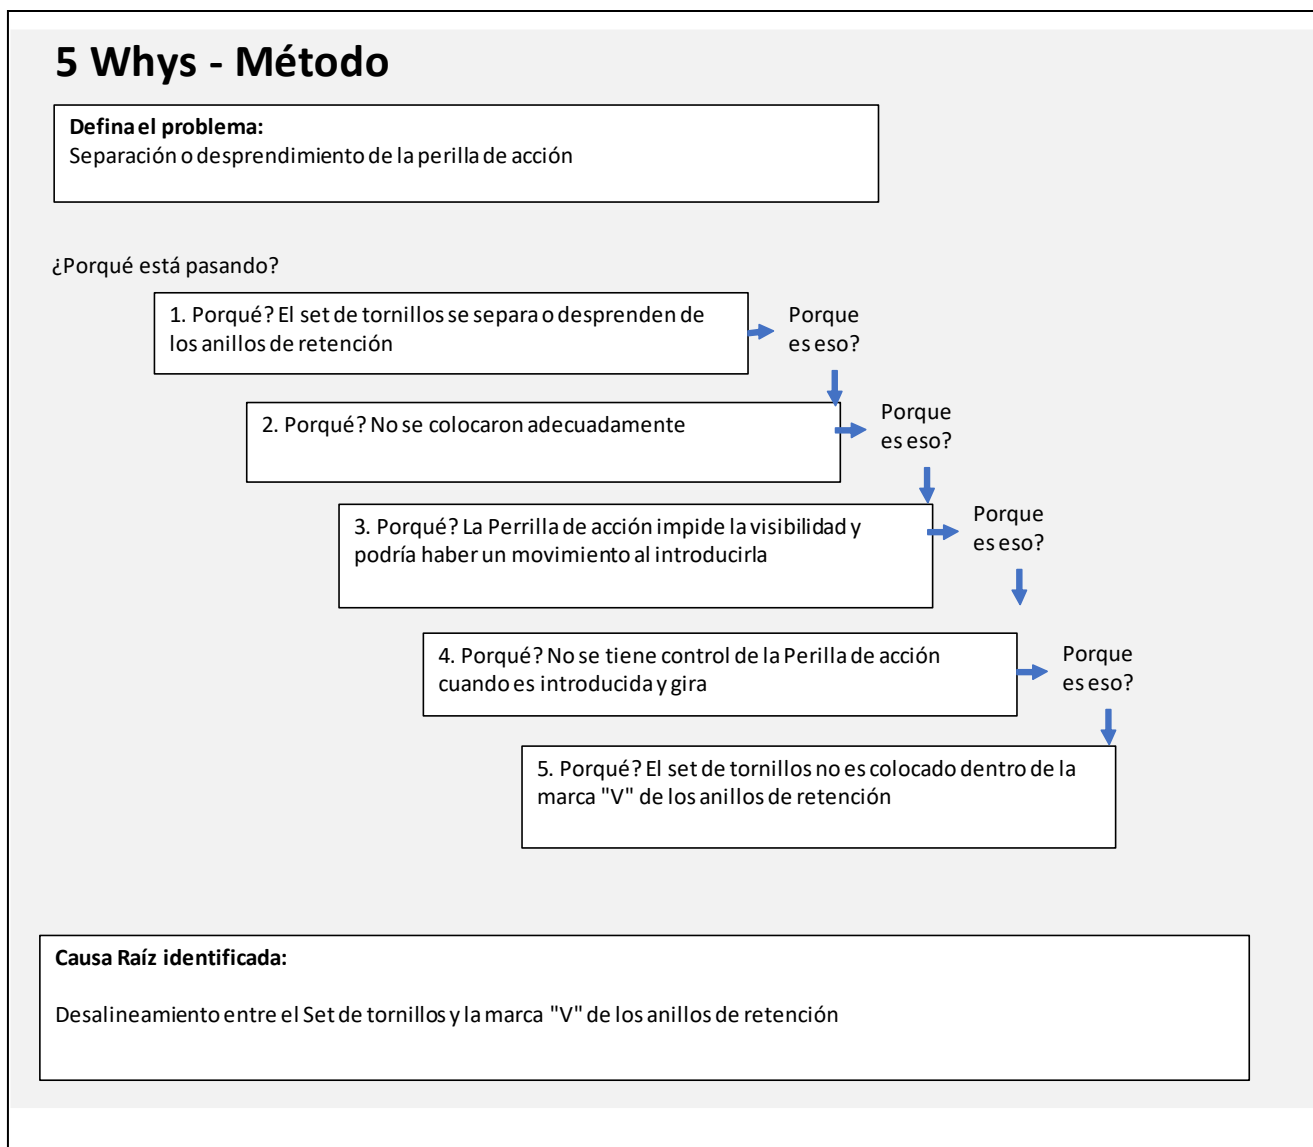 5 Whys - Método
Defina el problema:
Separación o desprendimiento de la perilla de acción
¿Porqué está pasando?
1. Porqué? El set de tornillos se separa o desprenden de
los anillos de retención
Porque
es eso?
2. Porqué? No se colocaron adecuadamente
Porque
es eso?
3. Porqué? La Perrilla de acción impide la visibilidad y
podría haber un movimiento al introducirla
Porque
es eso?
4. Porqué? No se tiene control de la Perilla de acción
cuando es introducida y gira
Porque
es eso?
5. Porqué? El set de tornillos no es colocado dentro de la
marca "V" de los anillos de retención
Causa Raíz identificada:
Desalineamiento entre el Set de tornillos y la marca "V" de los anillos de retención